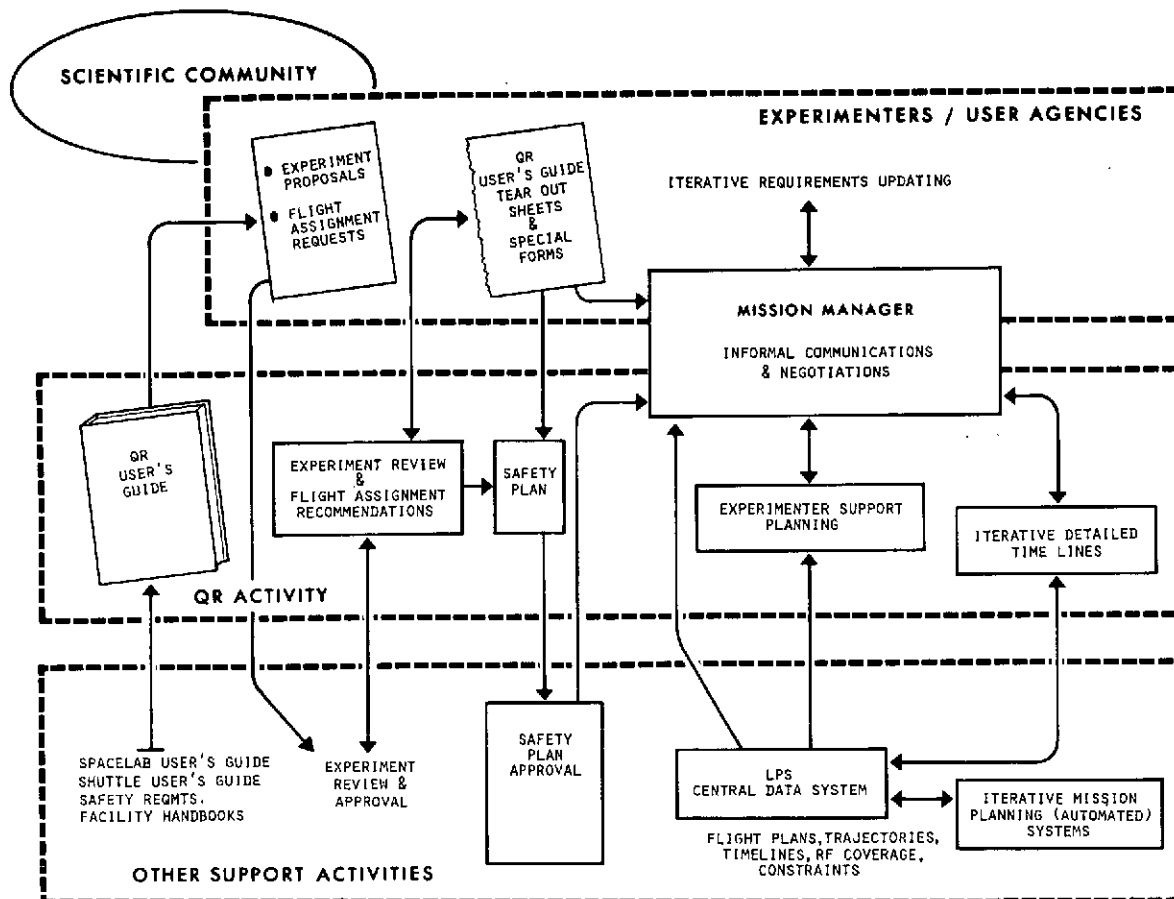 SCIENTIFIC COMMUNITY
EXPERIMENTERS / USER AGENCIES
• EXPERIMENT
PROPOSALS
• FLIGHT
ASSIGNMENT
REQUESTS
QR
USER'S GUIDE
TEAR OUT
SHEETS
&
SPECIAL
FORMS
ITERATIVE REQUIREMENTS UPDATING
MISSION MANAGER
INFORMAL COMMUNICATIONS
& NEGOTIATIONS
QR
USER'S
GUIDE
EXPERIMENT REVIEW
&
FLIGHT ASSIGNMENT
RECOMMENDATIONS
SAFETY
PLAN
EXPERIMENTER SUPPORT
PLANNING
ITERATIVE DETAILED
TIME LINES
QR ACTIVITY
SPACELAB USER'S GUIDE
SHUTTLE USER'S GUIDE
SAFETY REQMTS.
FACILITY HANDBOOKS
EXPERIMENT
REVIEW &
APPROVAL
SAFETY
PLAN
APPROVAL
LPS
CENTRAL DATA SYSTEM
ITERATIVE MISSION
PLANNING (AUTOMATED)
SYSTEMS
FLIGHT PLANS, TRAJECTORIES,
TIMELINES, RF COVERAGE,
CONSTRAINTS
OTHER SUPPORT ACTIVITIES